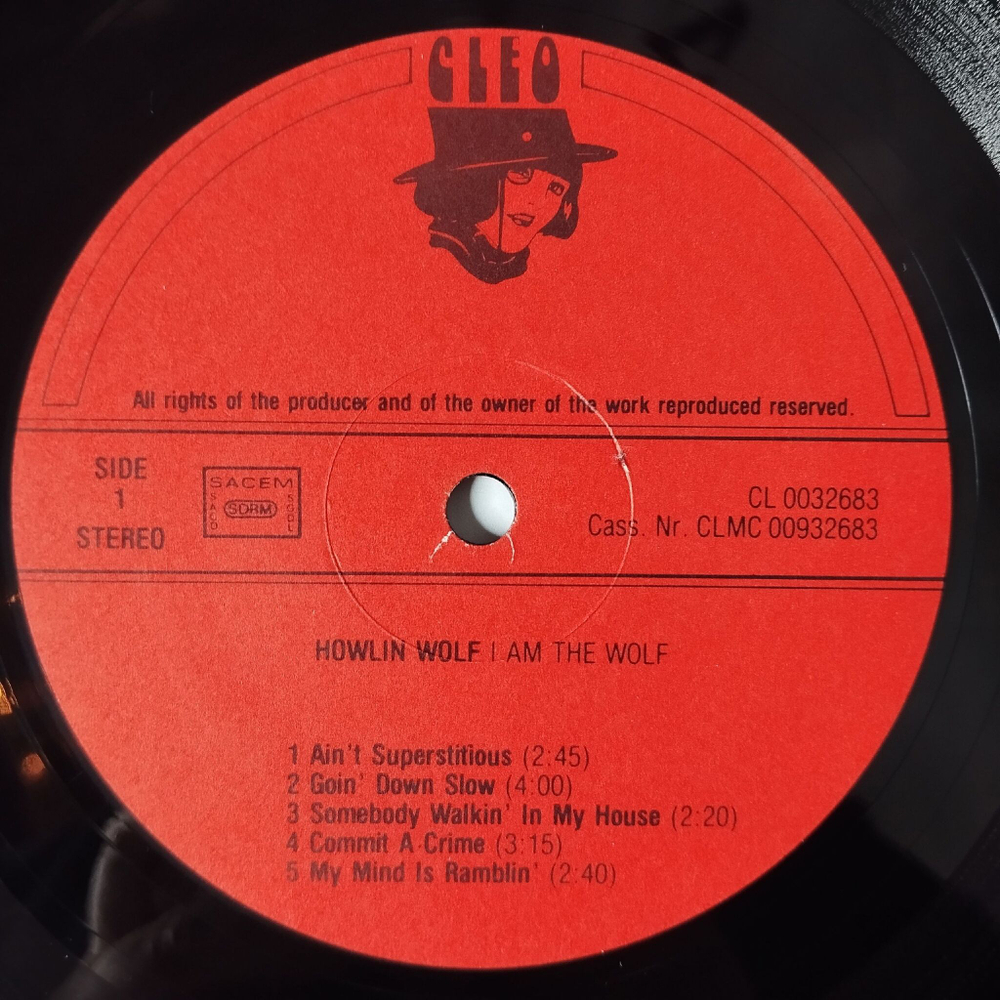 CLEO
All rights of the producer and of the owner of the work reproduced reserved.
SIDE
1
STEREO
SACEM
SACD
SDRM
SGDL
CL 0032683
Cass. Nr. CLMC 00932683
HOWLIN WOLF I AM THE WOLF
1 Ain't Superstitious (2:45)
2 Goin' Down Slow (4:00)
3 Somebody Walkin' In My House (2:20)
4 Commit A Crime (3:15)
5 My Mind Is Ramblin' (2:40)